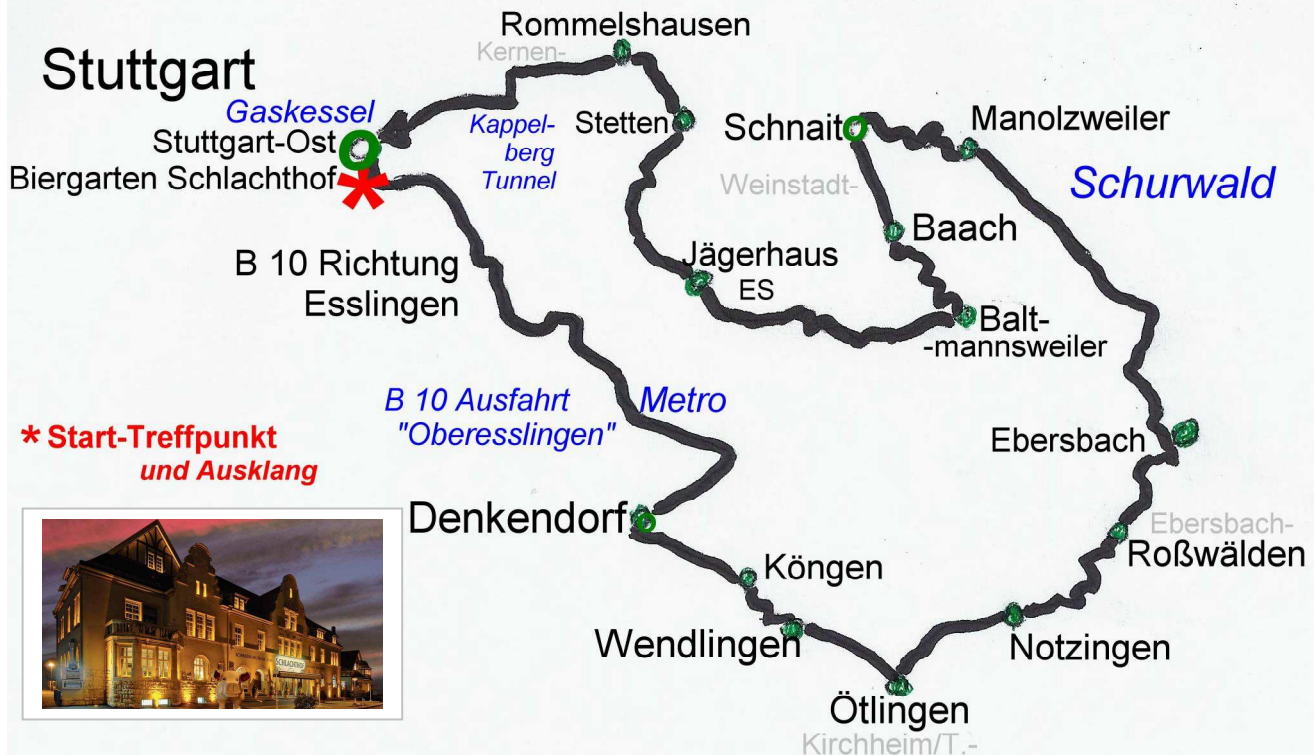 Rommelshausen
Kernen-
Stuttgart
Gaskessel
Stuttgart-Ost
Biergarten Schlachthof
*
Kappel-
berg
Tunnel
Stetten
Schnait
Manolzweiler
Weinstadt-
Schurwald
Baach
Jägerhaus
ES
B 10 Richtung
Esslingen
Balt-
-mannsweiler
B 10 Ausfahrt
"Oberesslingen"
Metro
* Start-Treffpunkt
und Ausklang
Ebersbach
Denkendorf
Ebersbach-
Roßwälden
Köngen
Wendlingen
Notzingen
Ötlingen
Kirchheim/T.-
SCHLACHTHOF